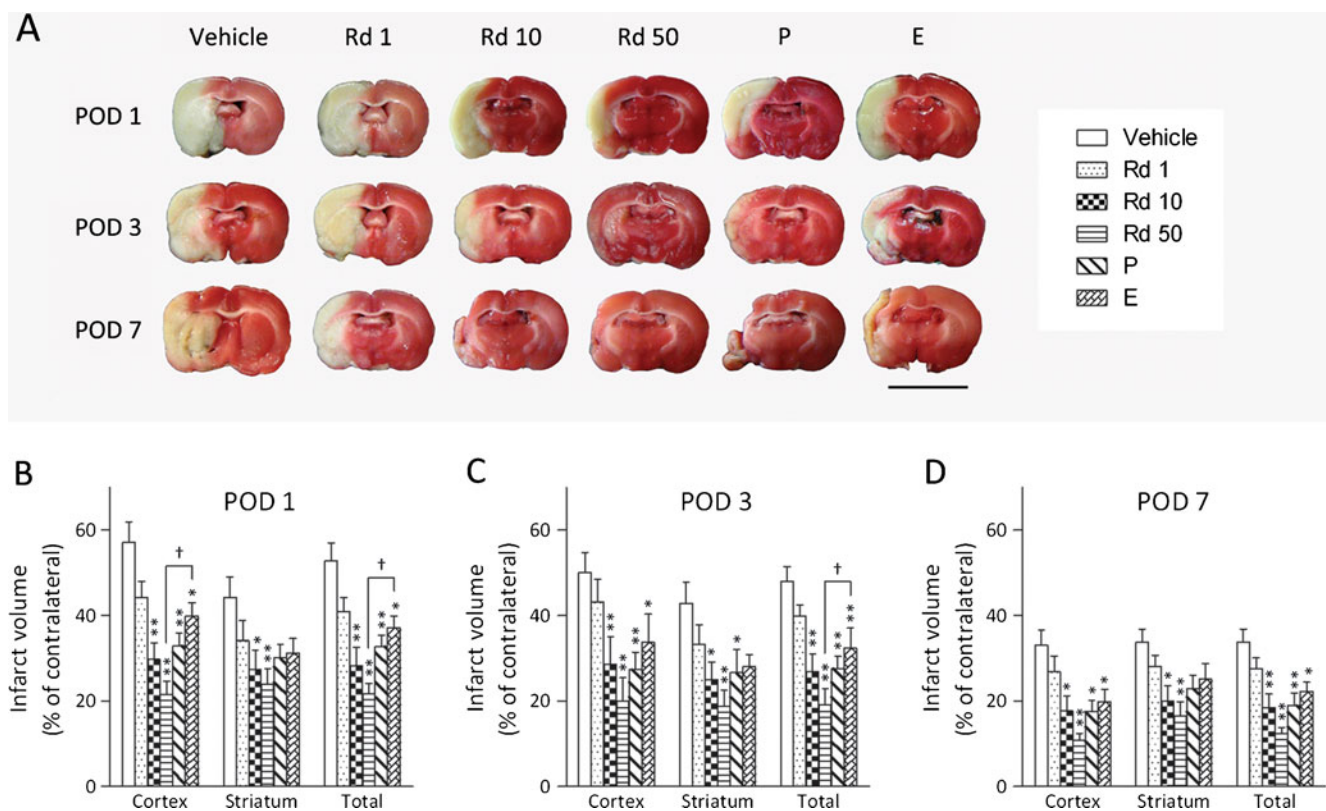 A
Vehicle Rd 1 Rd 10 Rd 50 P E
POD 1
POD 3
POD 7
Vehicle
Rd 1
Rd 10
Rd 50
P
E
B
POD 1
Infarct volume
(% of contralateral)
60
40
20
0
** ** ** * † * ** ** ** ** * †
Cortex Striatum Total
C
POD 3
Infarct volume
(% of contralateral)
60
40
20
0
** ** ** * * ** * ** ** ** ** †
Cortex Striatum Total
D
POD 7
Infarct volume
(% of contralateral)
60
40
20
0
* ** * * * ** ** ** ** *
Cortex Striatum Total